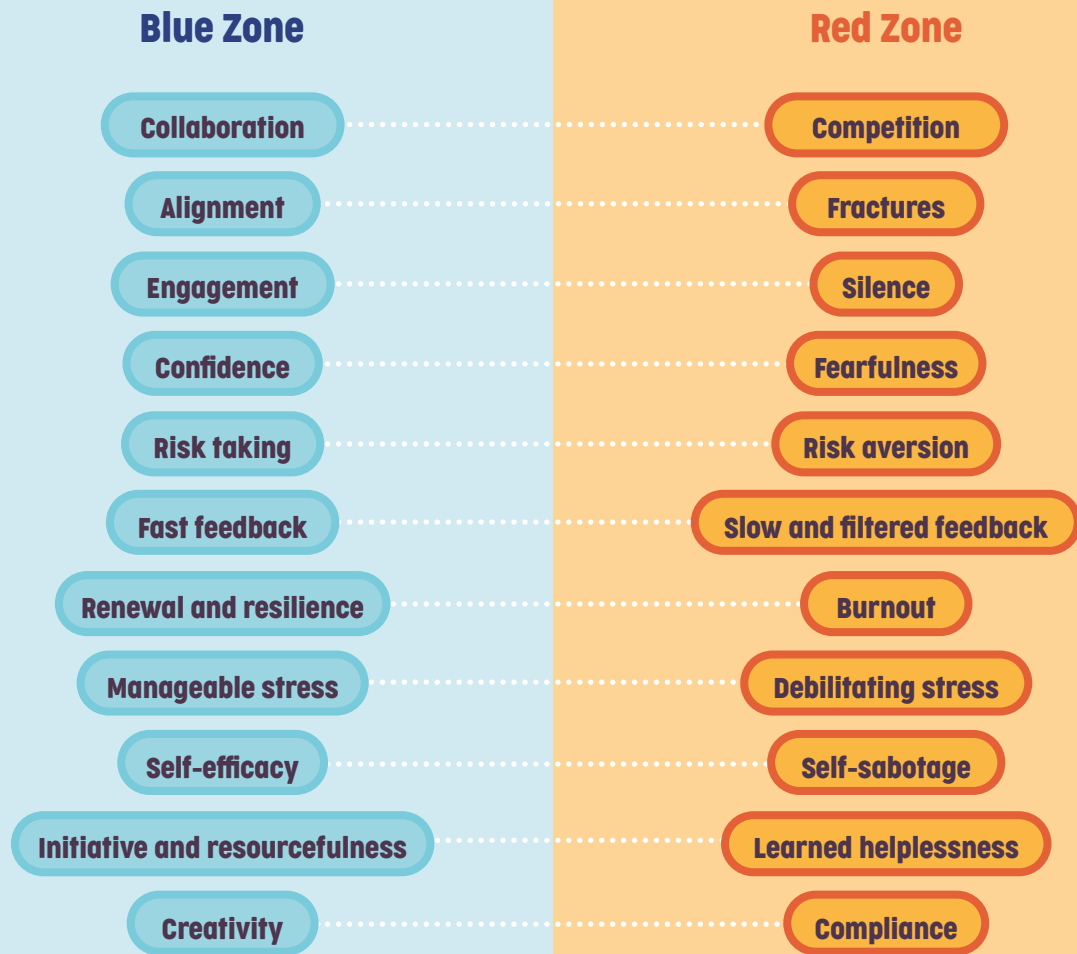 Blue Zone Red Zone
Collaboration Competition
Alignment Fractures
Engagement Silence
Confidence Fearfulness
Risk taking Risk aversion
Fast feedback Slow and filtered feedback
Renewal and resilience Burnout
Manageable stress Debilitating stress
Self-efficacy Self-sabotage
Initiative and resourcefulness Learned helplessness
Creativity Compliance